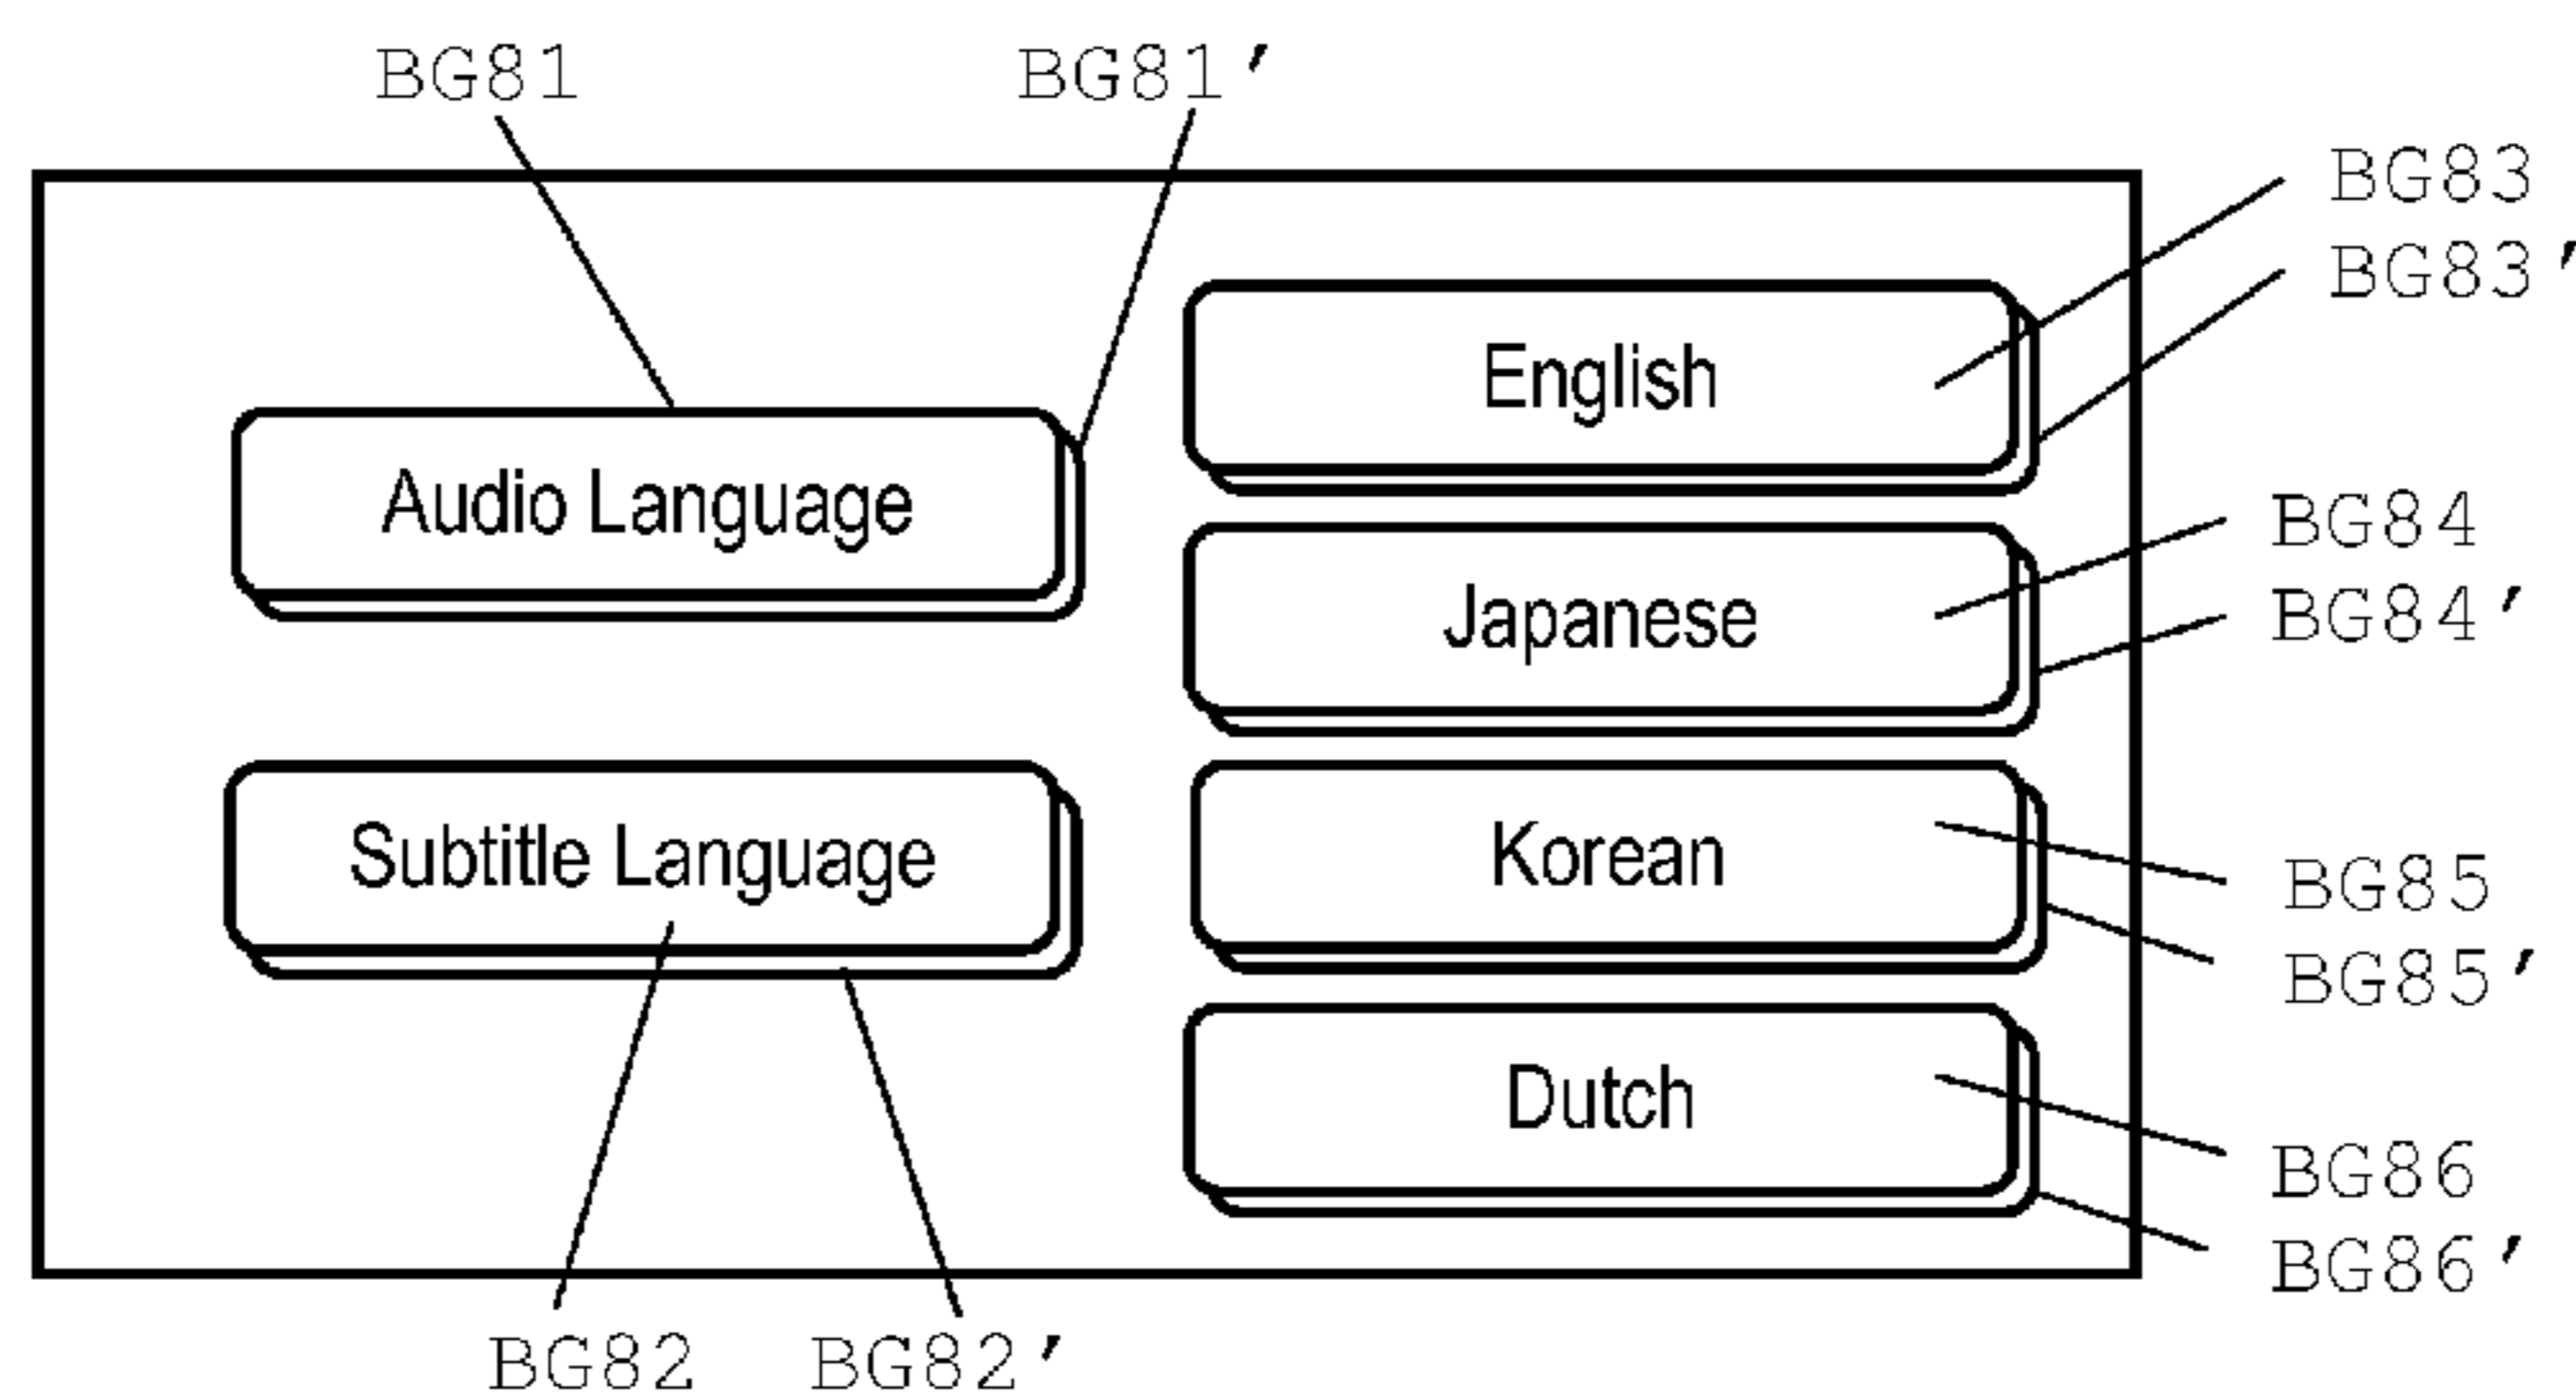 BG81 BG81'
BG83
BG83'
English
Audio Language
BG84
Japanese
BG84'
Subtitle Language
Korean
BG85
BG85'
Dutch
BG86
BG86'
BG82 BG82'